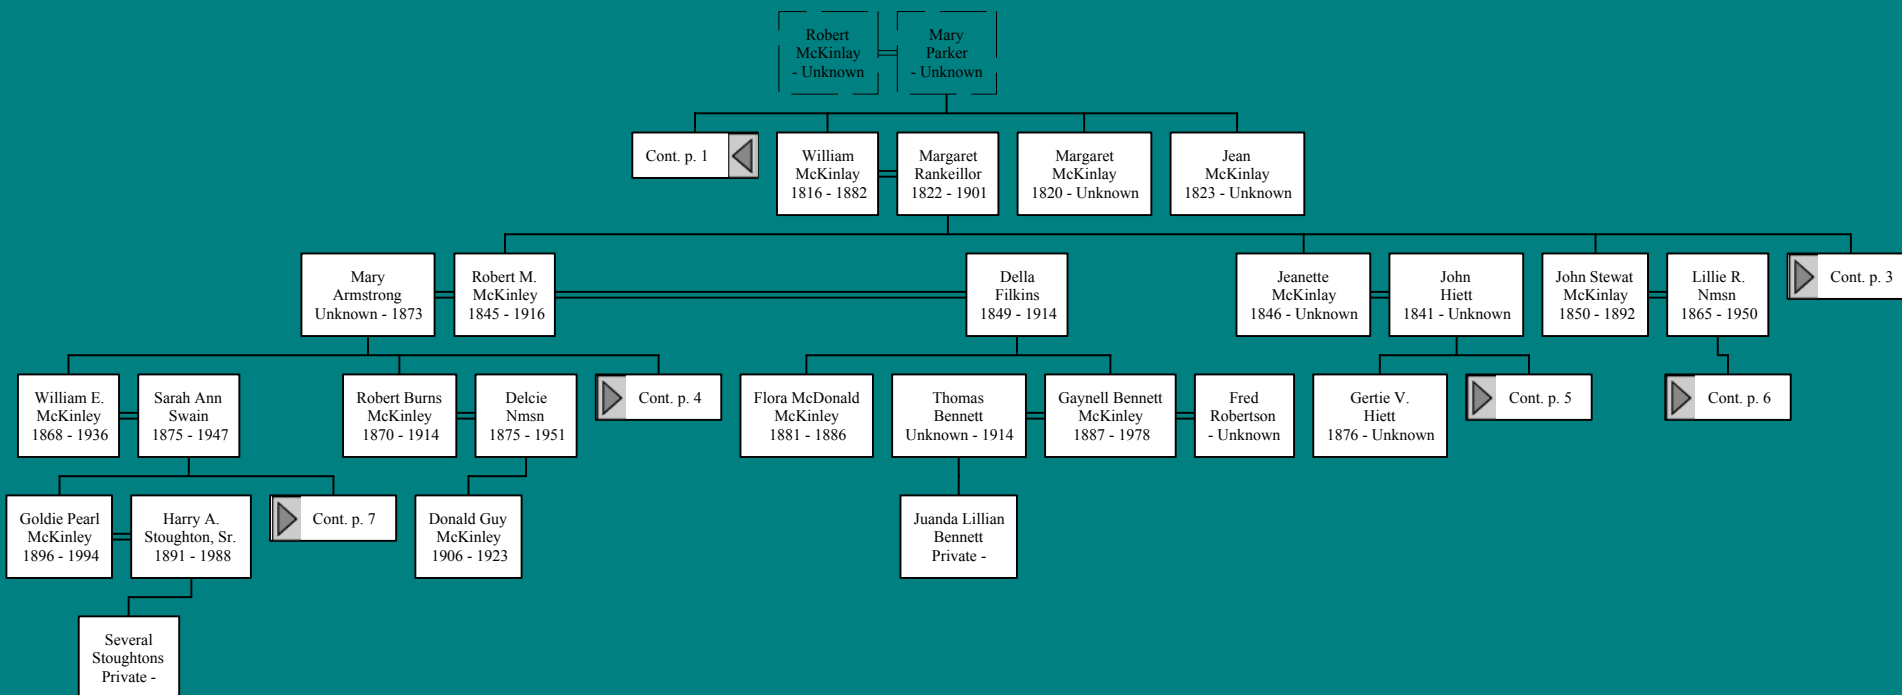 Robert
McKinlay
- Unknown
Mary
Parker
- Unknown
Cont. p. 1
William
McKinlay
1816 - 1882
Margaret
Rankeillor
1822 - 1901
Margaret
McKinlay
1820 - Unknown
Jean
McKinlay
1823 - Unknown
Mary
Armstrong
Unknown - 1873
Robert M.
McKinley
1845 - 1916
Della
Filkins
1849 - 1914
Jeanette
McKinlay
1846 - Unknown
John
Hiett
1841 - Unknown
John Stewat
McKinlay
1850 - 1892
Lillie R.
Nmsn
1865 - 1950
Cont. p. 3
William E.
McKinley
1868 - 1936
Sarah Ann
Swain
1875 - 1947
Robert Burns
McKinley
1870 - 1914
Delcie
Nmsn
1875 - 1951
Cont. p. 4
Flora McDonald
McKinley
1881 - 1886
Thomas
Bennett
Unknown - 1914
Gaynell Bennett
McKinley
1887 - 1978
Fred
Robertson
- Unknown
Gertie V.
Hiett
1876 - Unknown
Cont. p. 5
Cont. p. 6
Goldie Pearl
McKinley
1896 - 1994
Harry A.
Stoughton, Sr.
1891 - 1988
Cont. p. 7
Donald Guy
McKinley
1906 - 1923
Juanda Lillian
Bennett
Private -
Several
Stoughtons
Private -